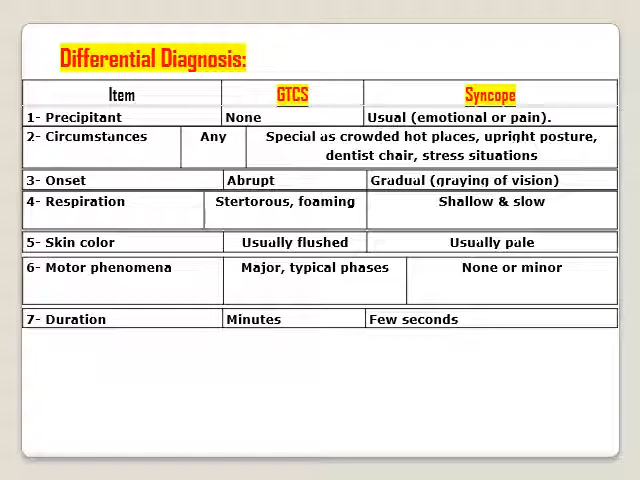 Differential Diagnosis:
Item GTCS Syncope
1- Precipitant None Usual (emotional or pain).
2- Circumstances Any Special as crowded hot places, upright posture,
dentist chair, stress situations
3- Onset Abrupt Gradual (graying of vision)
4- Respiration Stertorous, foaming Shallow & slow
5- Skin color Usually flushed Usually pale
6- Motor phenomena Major, typical phases None or minor
7- Duration Minutes Few seconds